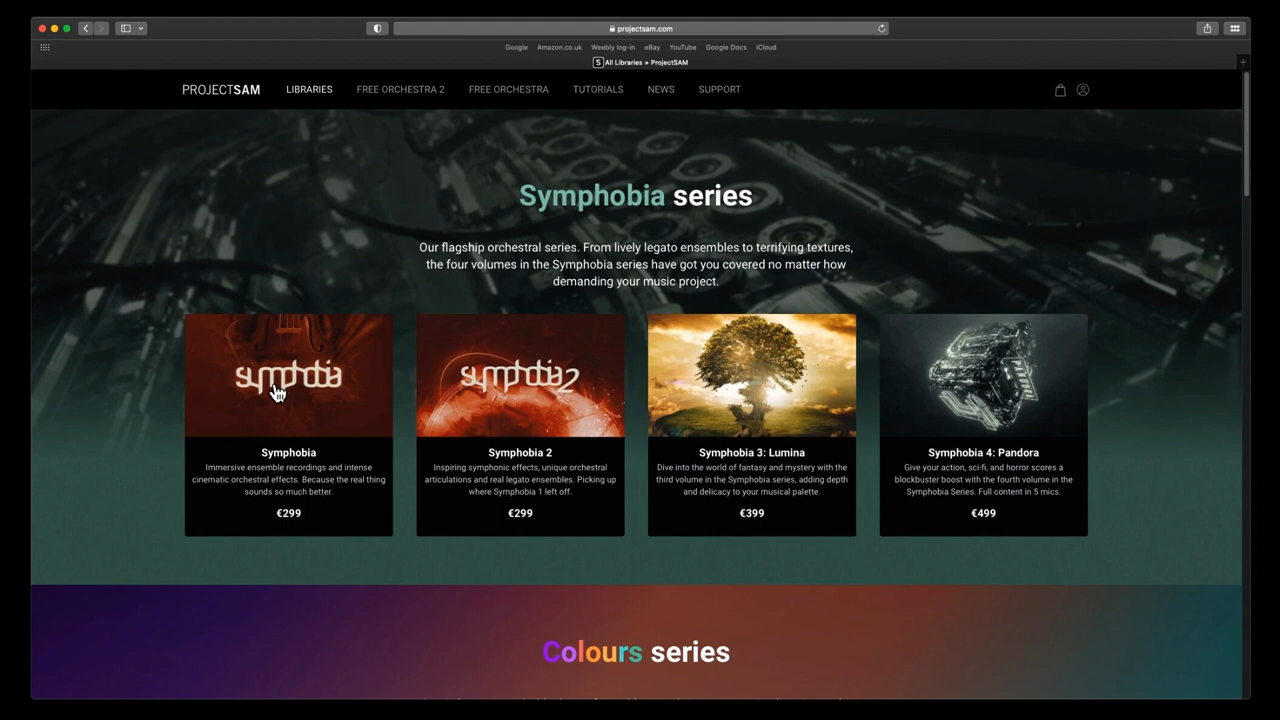 projectsam.com
Google Amazon.co.uk Weebly log-in eBay YouTube Google Docs iCloud
S All Libraries » ProjectSAM
PROJECTSAM LIBRARIES FREE ORCHESTRA 2 FREE ORCHESTRA TUTORIALS NEWS SUPPORT
Symphobia series
Our flagship orchestral series. From lively legato ensembles to terrifying textures,
the four volumes in the Symphobia series have got you covered no matter how
demanding your music project.
symphobia
symphobia2
Symphobia
Immersive ensemble recordings and intense
cinematic orchestral effects. Because the real thing
sounds so much better.
€299
Symphobia 2
Inspiring symphonic effects, unique orchestral
articulations and real legato ensembles. Picking up
where Symphobia 1 left off.
€299
Symphobia 3: Lumina
Dive into the world of fantasy and mystery with the
third volume in the Symphobia series, adding depth
and delicacy to your musical palette.
€399
Symphobia 4: Pandora
Give your action, sci-fi, and horror scores a
blockbuster boost with the fourth volume in the
Symphobia Series. Full content in 5 mics.
€499
Colours series